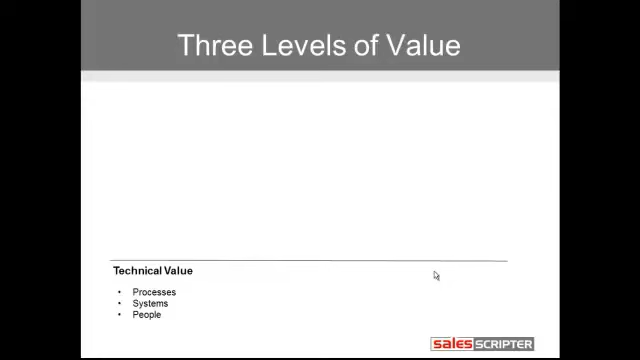 Three Levels of Value
Technical Value
• Processes
• Systems
• People
salesSCRIPTER